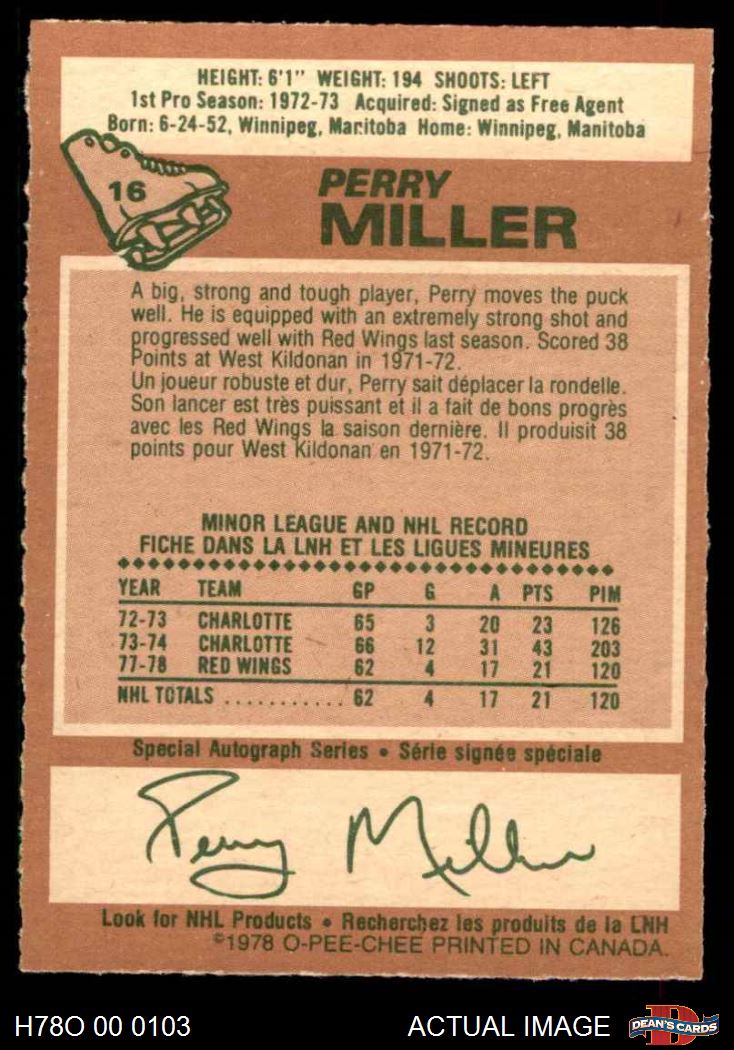 HEIGHT: 6'1" WEIGHT: 194 SHOOTS: LEFT
1st Pro Season: 1972-73 Acquired: Signed as Free Agent
Born: 6-24-52, Winnipeg, Manitoba Home: Winnipeg, Manitoba
16
PERRY
MILLER
A big, strong and tough player, Perry moves the puck
well. He is equipped with an extremely strong shot and
progressed well with Red Wings last season. Scored 38
Points at West Kildonan in 1971-72.
Un joueur robuste et dur, Perry sait déplacer la rondelle.
Son lancer est très puissant et il a fait de bons progrès
avec les Red Wings la saison dernière. Il produisit 38
points pour West Kildonan en 1971-72.
MINOR LEAGUE AND NHL RECORD
FICHE DANS LA LNH ET LES LIGUES MINEURES
YEAR TEAM GP G A PTS PIM
72-73 CHARLOTTE 65 3 20 23 126
73-74 CHARLOTTE 66 12 31 43 203
77-78 RED WINGS 62 4 17 21 120
NHL TOTALS ........... 62 4 17 21 120
Special Autograph Series • Série signée spéciale
Perry Miller
Look for NHL Products • Recherchez les produits de la LNH
©1978 O-PEE-CHEE PRINTED IN CANADA.
H78O 00 0103 ACTUAL IMAGE DEAN'S CARDS